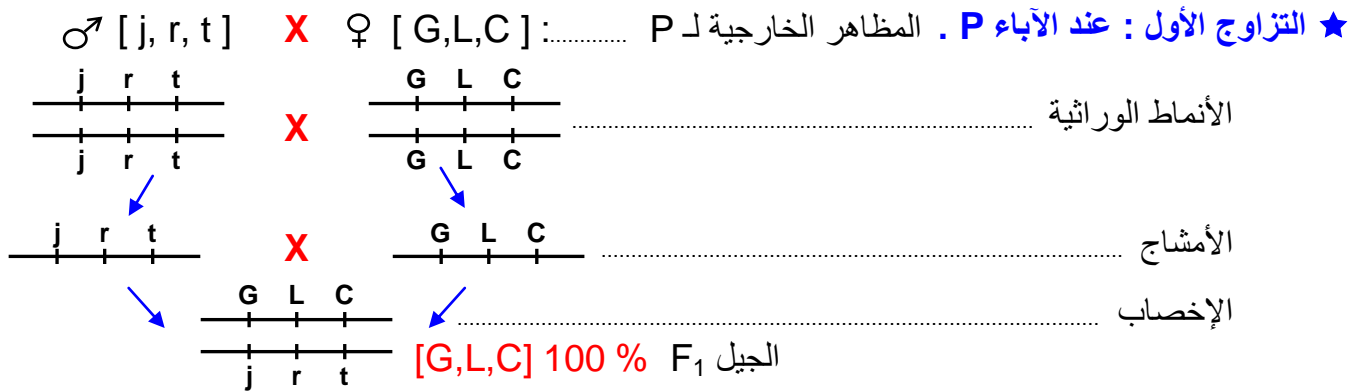 ★ التزاوج الأول : عند الآباء P . المظاهر الخارجية لـ P ............: ♀ [ G,L,C ] X ♂ [ j, r, t ]
G L C j r t
الأنماط الوراثية ............ X
G L C j r t
G L C j r t
الأمشاج ............ X
G L C
الإخصاب ............
j r t
الجيل F₁ [G,L,C] 100 %